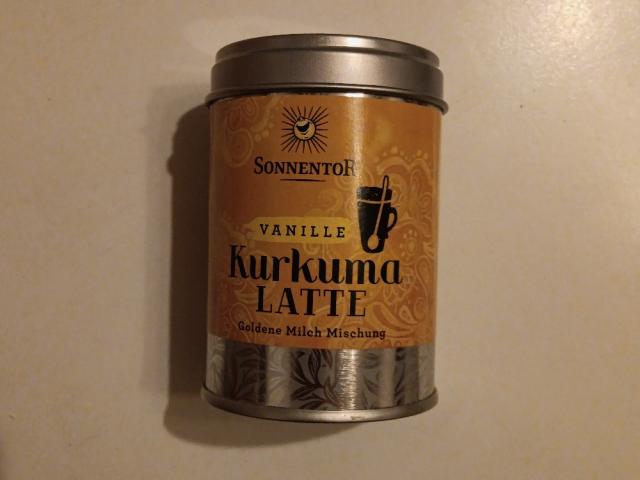 SONNENTOR
VANILLE
Kurkuma
LATTE
Goldene Milch Mischung